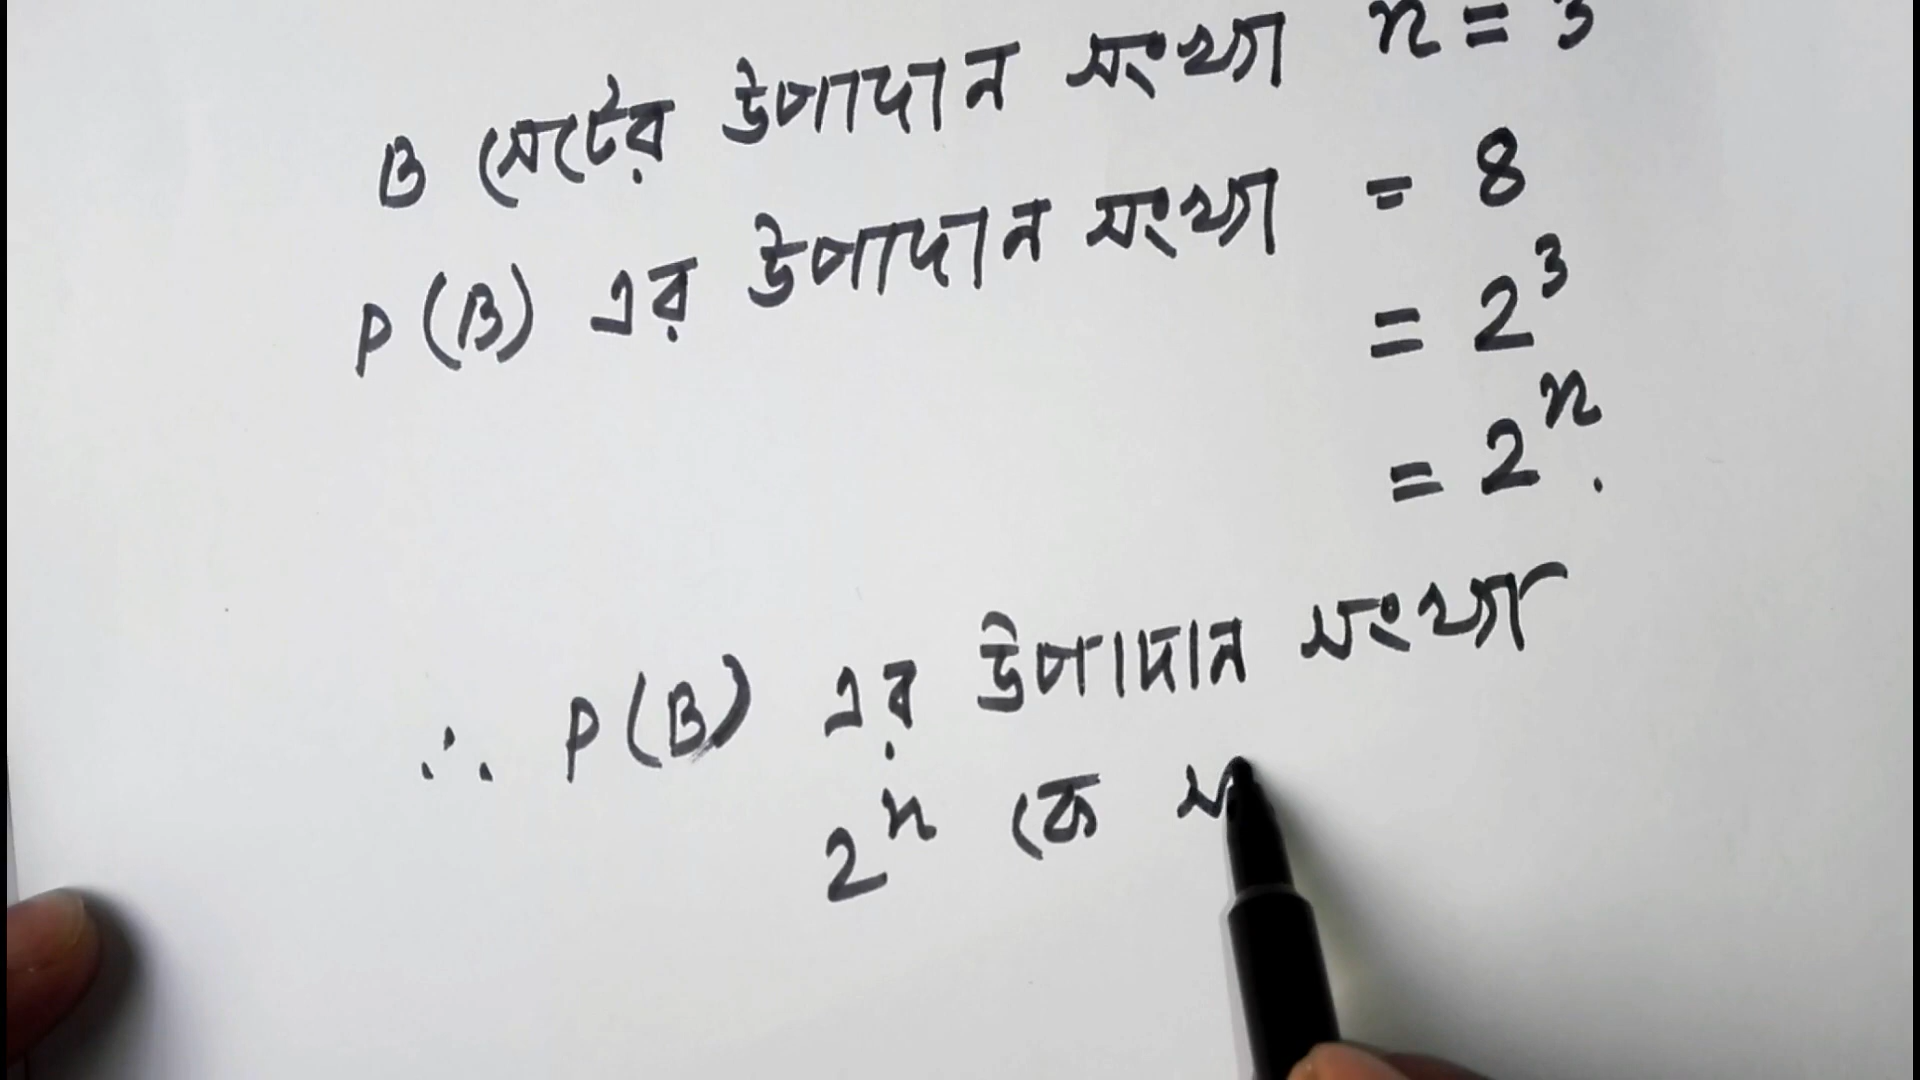 B সেটের উপাদান সংখ্যা n = 3
P(B) এর উপাদান সংখ্যা = 8
= 2³
= 2ⁿ.
∴ P(B) এর উপাদান সংখ্যা
2ⁿ কে